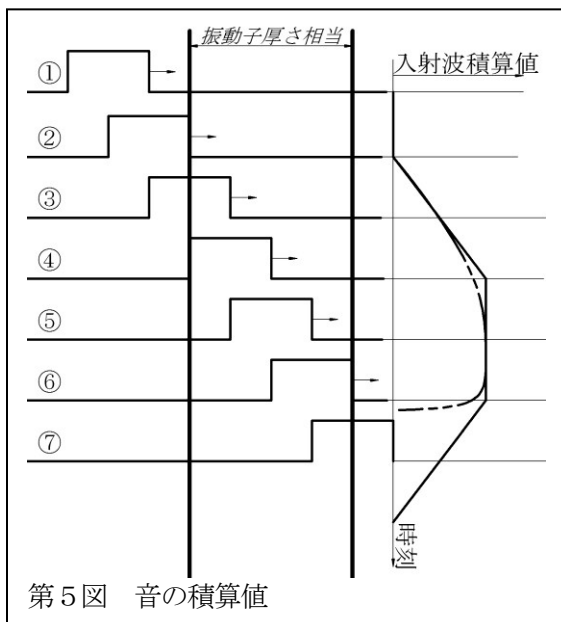 振動子厚さ相当
入射波積算値
①
②
③
④
⑤
⑥
⑦
時刻
第５図 音の積算値